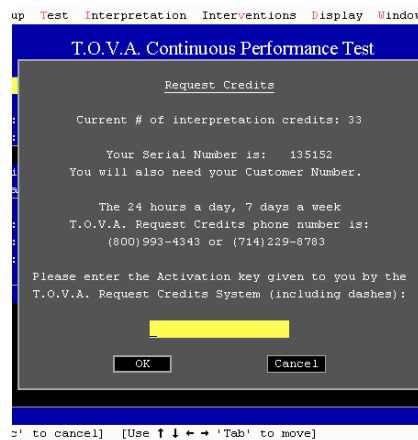 up Test Interpretation Interventions Display Window
T.O.V.A. Continuous Performance Test
Request Credits
Current # of interpretation credits: 33
Your Serial Number is: 135152
You will also need your Customer Number.
The 24 hours a day, 7 days a week
T.O.V.A. Request Credits phone number is:
(800)993-4343 or (714)229-8783
Please enter the Activation key given to you by the
T.O.V.A. Request Credits System (including dashes):
OK Cancel
c' to cancel] [Use ↑ ↓ ← → 'Tab' to move]